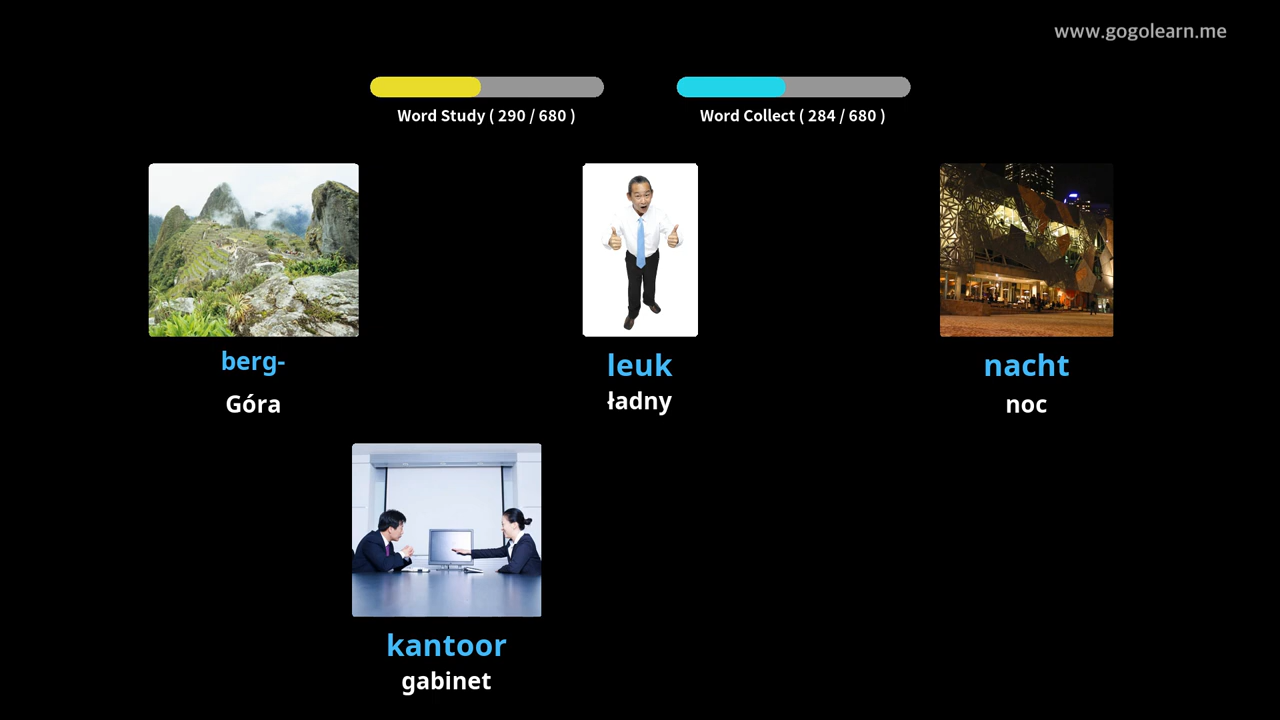 www.gogolearn.me
Word Study ( 290 / 680 )
Word Collect ( 284 / 680 )
berg-
Góra
leuk
ładny
nacht
noc
kantoor
gabinet